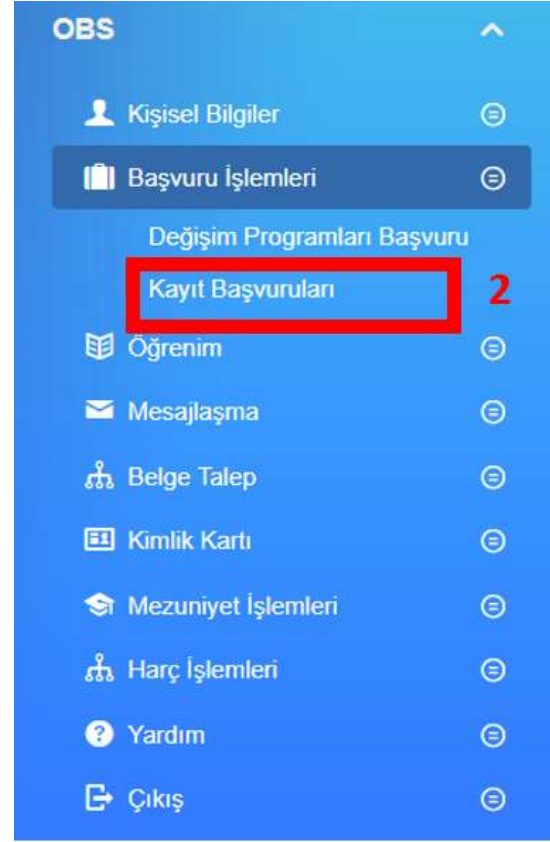 OBS
Kişisel Bilgiler
Başvuru İşlemleri
Değişim Programları Başvuru
Kayıt Başvuruları 2
Öğrenim
Mesajlaşma
Belge Talep
Kimlik Kartı
Mezuniyet İşlemleri
Harç İşlemleri
Yardım
Çıkış